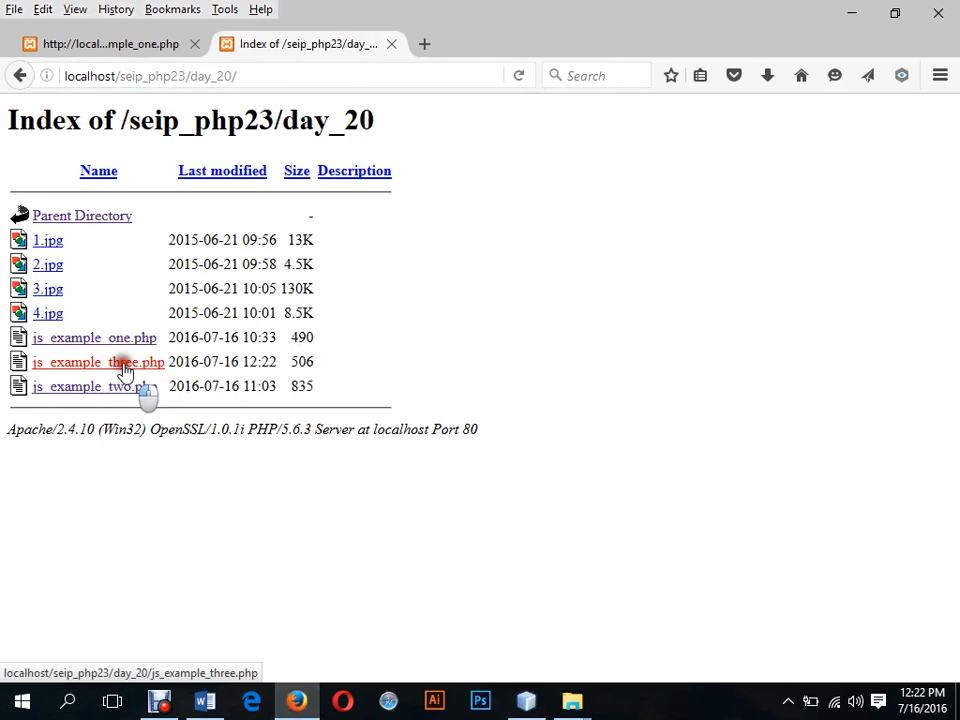 File Edit View History Bookmarks Tools Help
http://local...mple_one.php Index of /seip_php23/day_...
localhost/seip_php23/day_20/ Search
Index of /seip_php23/day_20
Name Last modified Size Description
Parent Directory -
1.jpg 2015-06-21 09:56 13K
2.jpg 2015-06-21 09:58 4.5K
3.jpg 2015-06-21 10:05 130K
4.jpg 2015-06-21 10:01 8.5K
js_example_one.php 2016-07-16 10:33 490
js_example_three.php 2016-07-16 12:22 506
js_example_two.php 2016-07-16 11:03 835
Apache/2.4.10 (Win32) OpenSSL/1.0.1i PHP/5.6.3 Server at localhost Port 80
localhost/seip_php23/day_20/js_example_three.php
Ai Ps 12:22 PM
7/16/2016